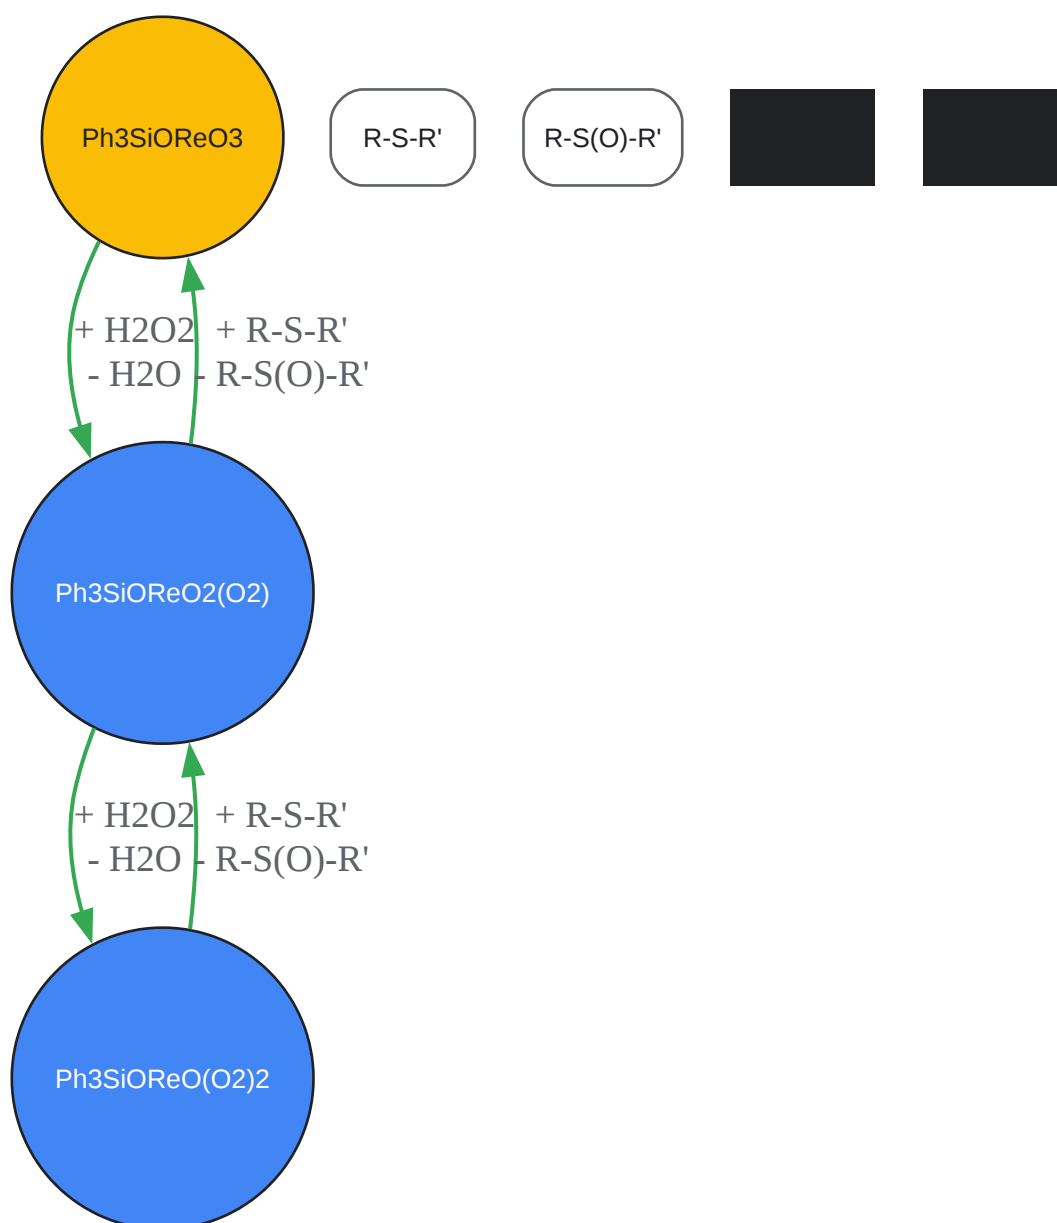 Ph3SiOReO3
R-S-R'
R-S(O)-R'
+ H2O2
- H2O
+ R-S-R'
- R-S(O)-R'
Ph3SiOReO2(O2)
+ H2O2
- H2O
+ R-S-R'
- R-S(O)-R'
Ph3SiOReO(O2)2